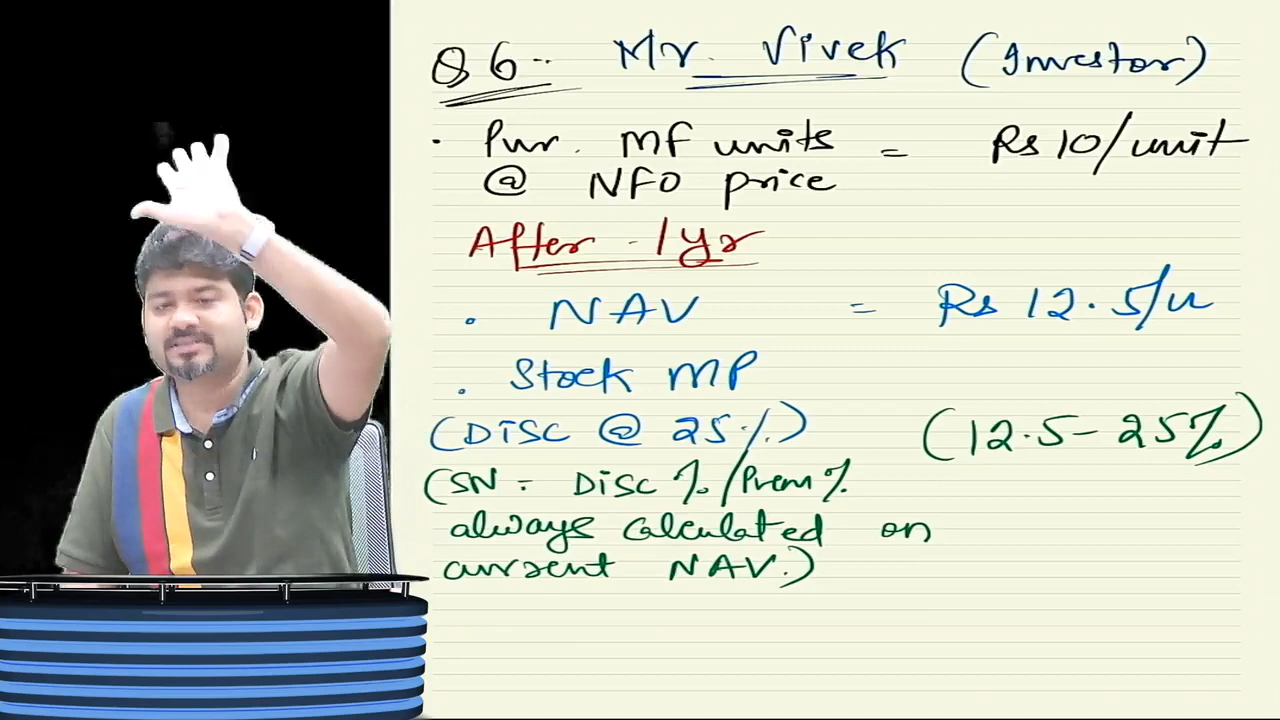 Q6.. Mr. Vivek (Investor)
. Pur. MF units = Rs 10/unit
@ NFO price
After - 1yr
. NAV = Rs 12.5/u
. Stock MP
(DISC @ 25%) (12.5-25%)
(SN - DISC %/Prem%
always calculated on
current NAV.)